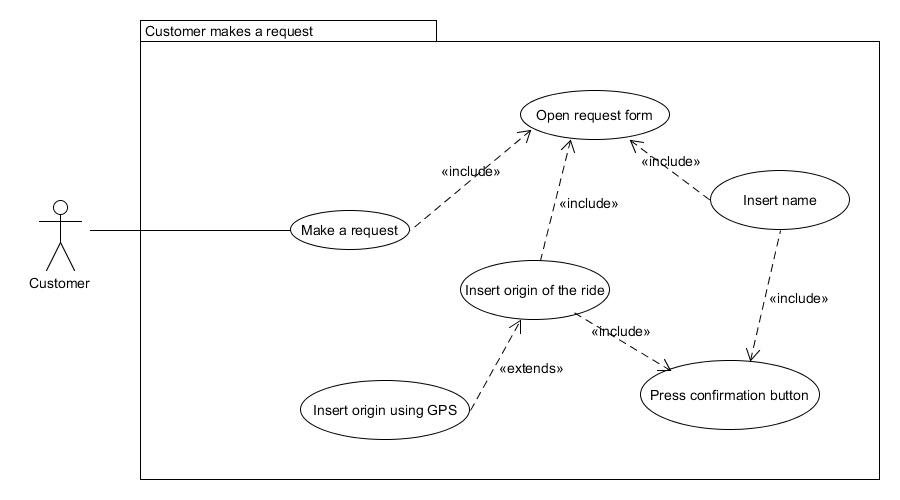 Customer makes a request
Open request form
«include»
«include»
Insert name
«include»
Make a request
Customer
Insert origin of the ride
«include»
«include»
«extends»
Press confirmation button
Insert origin using GPS